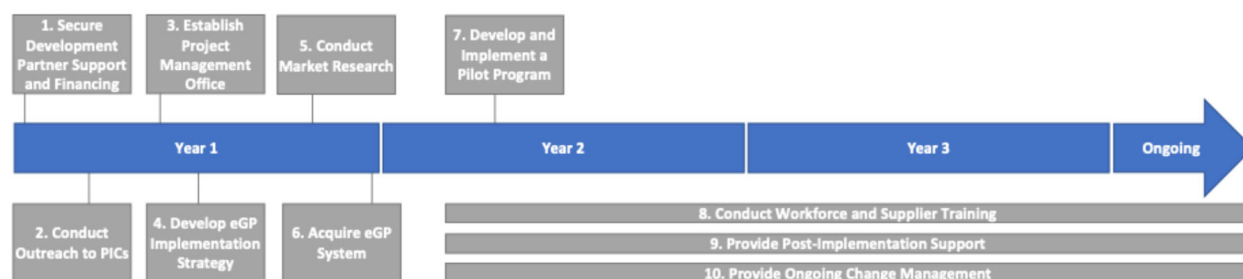 1. Secure
Development
Partner Support
and Financing
3. Establish
Project
Management
Office
5. Conduct
Market Research
7. Develop and
Implement a
Pilot Program
Year 1
Year 2
Year 3
Ongoing
2. Conduct
Outreach to PICs
4. Develop eGP
Implementation
Strategy
6. Acquire eGP
System
8. Conduct Workforce and Supplier Training
9. Provide Post-Implementation Support
10. Provide Ongoing Change Management